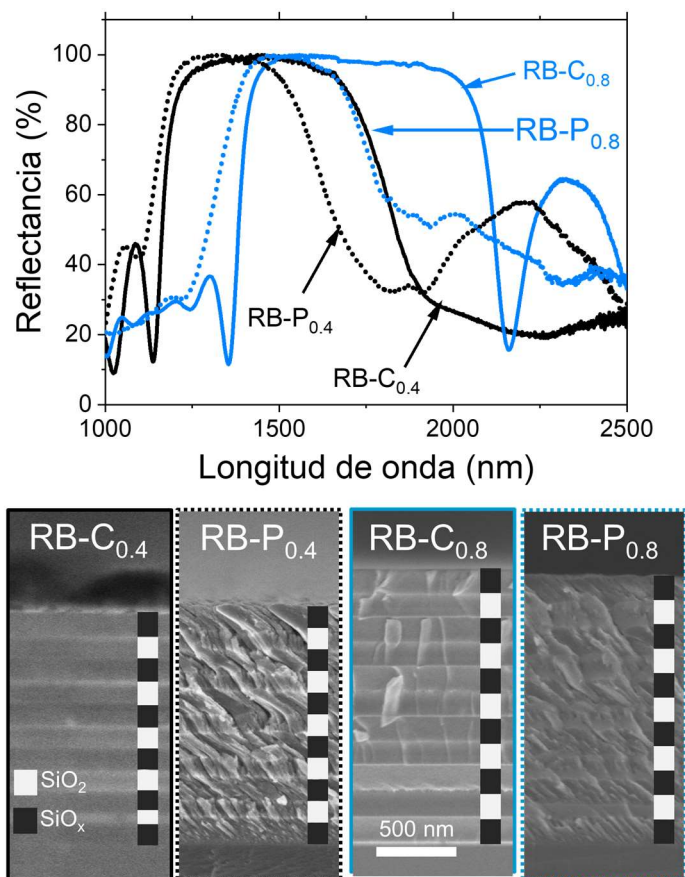 100
80
60
40
20
0
Reflectancia (%)
RB-C0.8
RB-P0.8
RB-P0.4
RB-C0.4
1000 1500 2000 2500
Longitud de onda (nm)
RB-C0.4 RB-P0.4 RB-C0.8 RB-P0.8
SiO2
SiOx
500 nm